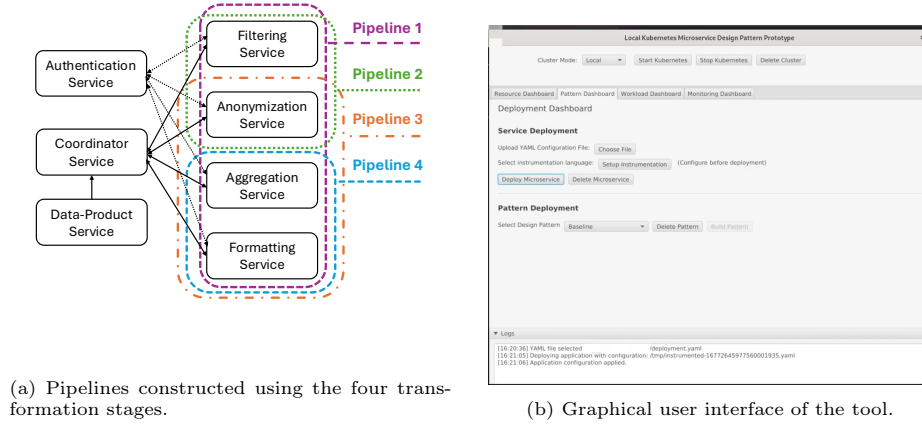 Pipeline 1
Filtering
Service
Authentication
Service
Pipeline 2
Anonymization
Service
Pipeline 3
Coordinator
Service
Pipeline 4
Aggregation
Service
Data-Product
Service
Formatting
Service
(a) Pipelines constructed using the four trans-
formation stages.
Local Kubernetes Microservice Design Pattern Prototype
Cluster Mode: Local Start Kubernetes Stop Kubernetes Delete Cluster
Resource Dashboard Pattern Dashboard Workload Dashboard Monitoring Dashboard
Deployment Dashboard
Service Deployment
Upload YAML Configuration File: Choose File
Select instrumentation language: Setup Instrumentation (Configure before deployment)
Deploy Microservice Delete Microservice
Pattern Deployment
Select Design Pattern Baseline Delete Pattern Build Pattern
Logs
[16:20:36] YAML file selected /deployment.yaml
[16:21:05] Deploying application with configuration: /tmp/instrumented-16772645977560001935.yaml
[16:21:06] Application configuration applied.
(b) Graphical user interface of the tool.